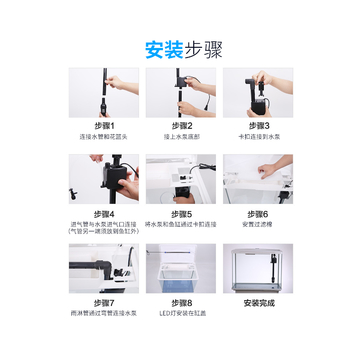 安装步骤
步骤1
连接水管和花洒头
步骤2
接上水泵底部
步骤3
卡扣连接到水泵
步骤4
进气管与水泵进气口连接
(气管另一端须放到鱼缸外)
步骤5
将水泵和鱼缸通过卡扣连接
步骤6
安置过滤棉
步骤7
雨淋管通过弯管连接水泵
步骤8
LED灯安装在缸盖
安装完成